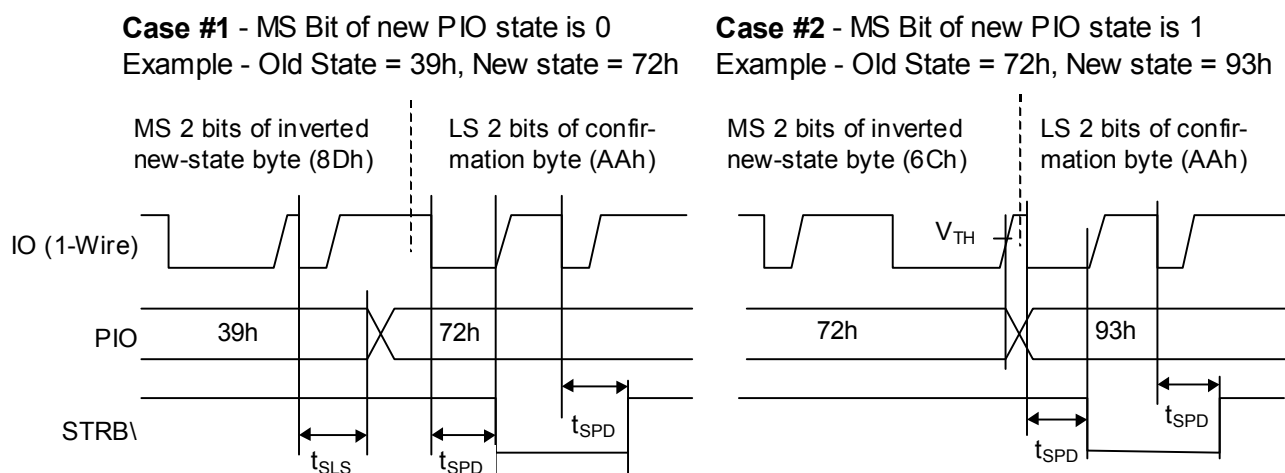 Case #1 - MS Bit of new PIO state is 0
Example - Old State = 39h, New state = 72h
MS 2 bits of inverted
new-state byte (8Dh)
LS 2 bits of confir-
mation byte (AAh)
IO (1-Wire)
PIO
39h
72h
STRB\
tSLS
tSPD
tSPD
Case #2 - MS Bit of new PIO state is 1
Example - Old State = 72h, New state = 93h
MS 2 bits of inverted
new-state byte (6Ch)
LS 2 bits of confir-
mation byte (AAh)
VTH
72h
93h
tSPD
tSPD